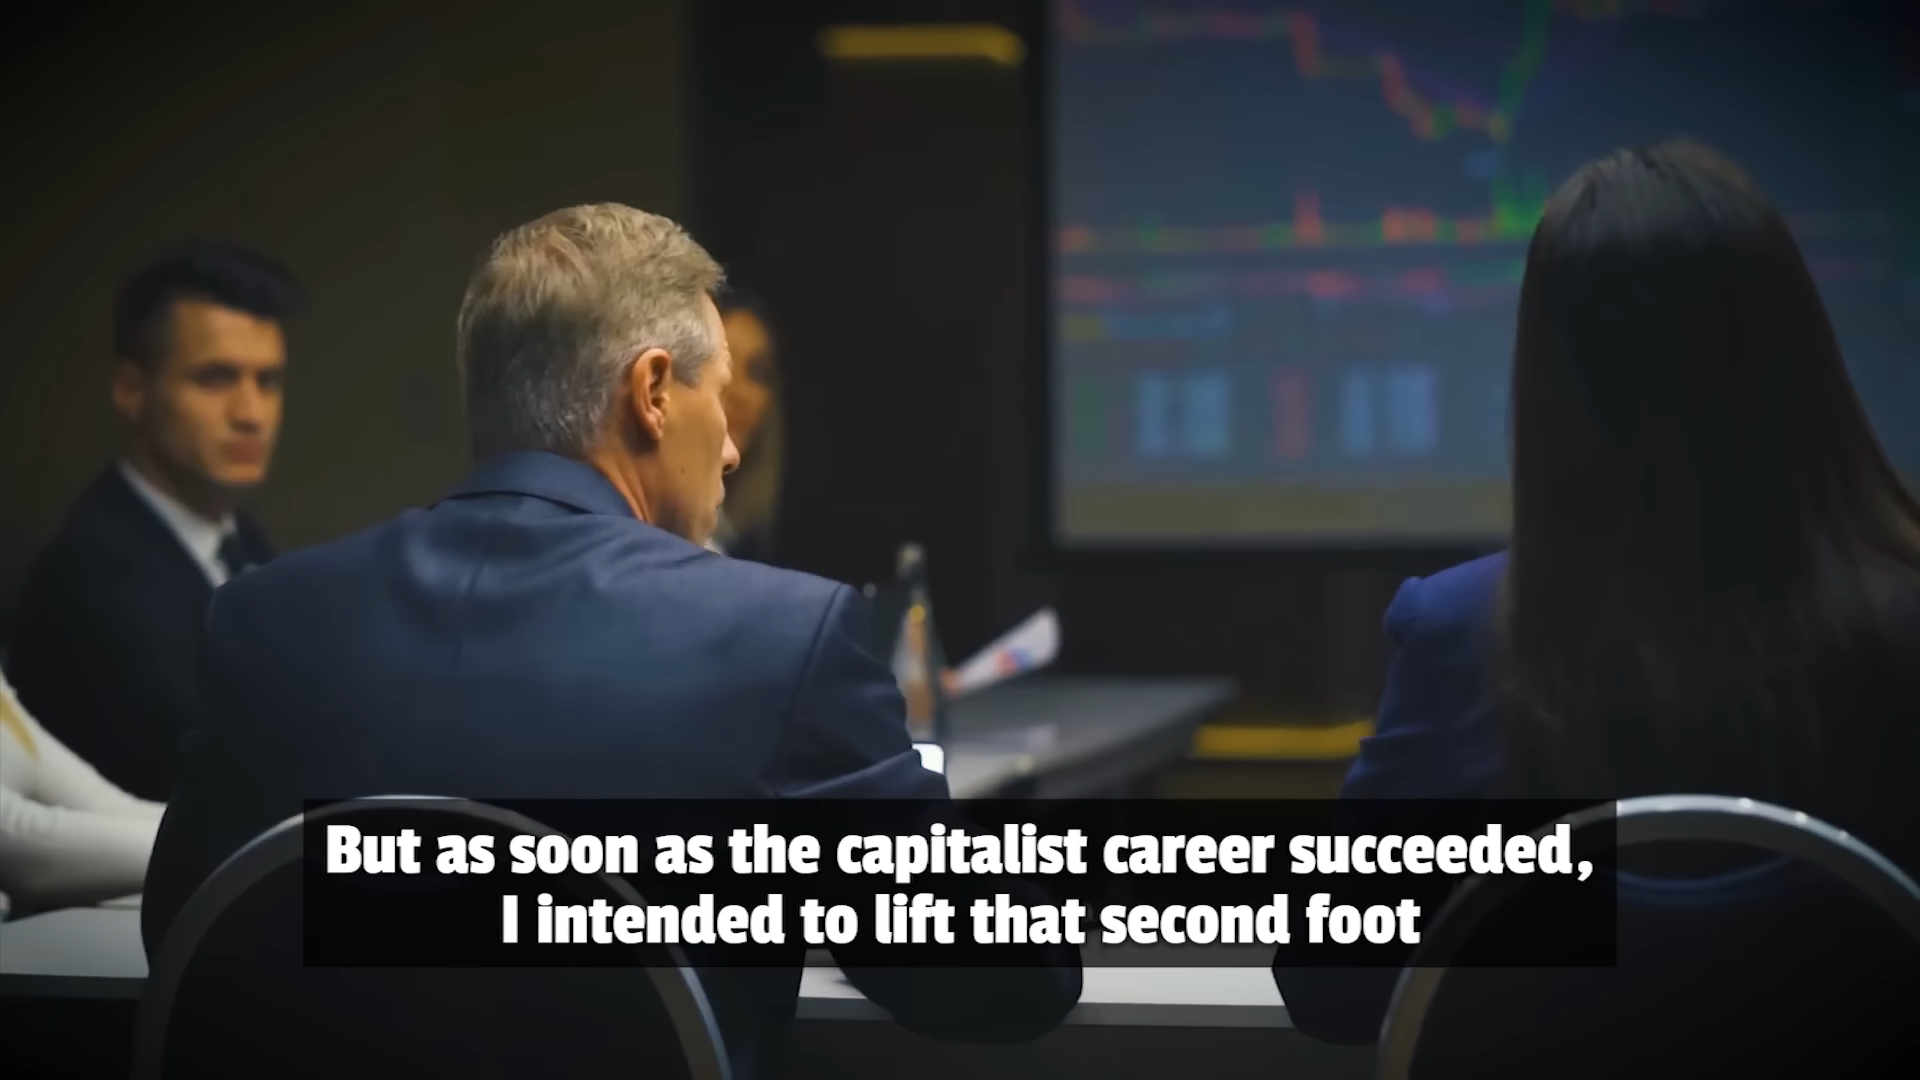 But as soon as the capitalist career succeeded,
I intended to lift that second foot